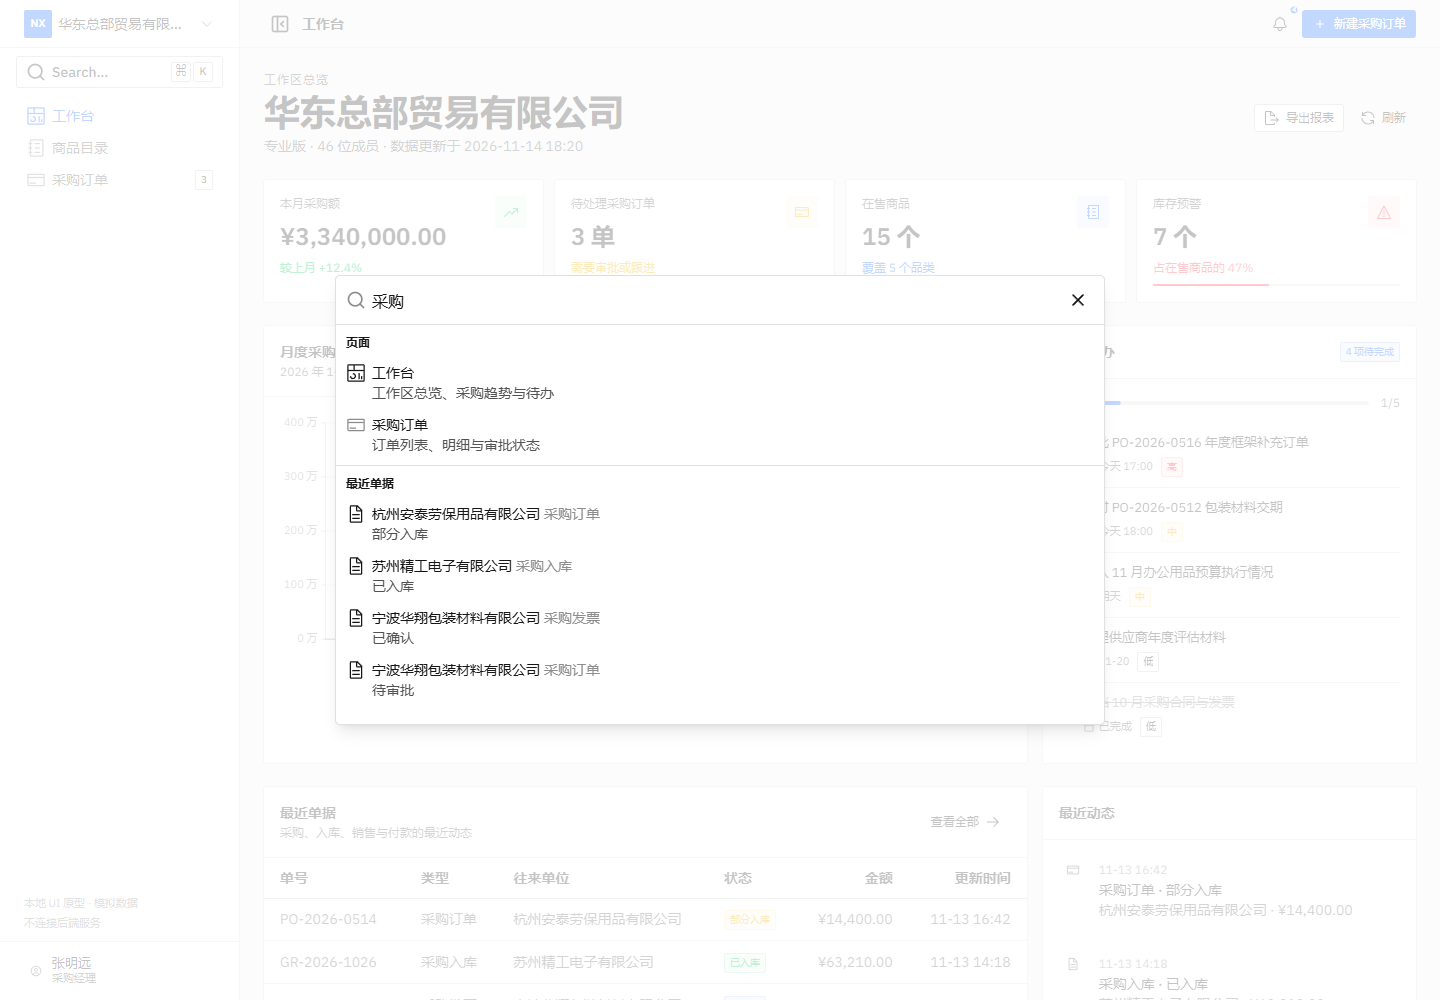 NX 华东总部贸易有限...
工作台
新建采购订单
Search... ⌘ K
工作台
商品目录
采购订单 3
工作区总览
华东总部贸易有限公司
专业版 · 46 位成员 · 数据更新于 2026-11-14 18:20
导出报表 刷新
本月采购额
¥3,340,000.00
较上月 +12.4%
待处理采购订单
3 单
需要审批或跟进
在售商品
15 个
覆盖 5 个品类
库存预警
7 个
占在售商品的 47%
采购
页面
工作台
工作区总览、采购趋势与待办
采购订单
订单列表、明细与审批状态
最近单据
杭州安泰劳保用品有限公司 采购订单
部分入库
苏州精工电子有限公司 采购入库
已入库
宁波华翔包装材料有限公司 采购发票
已确认
宁波华翔包装材料有限公司 采购订单
待审批
月度采购
2026 年 1
400 万
300 万
200 万
100 万
0 万
办
4 项待完成
1/5
PO-2026-0516 年度框架补充订单
今天 17:00 高
PO-2026-0512 包装材料交期
今天 18:00 中
11 月办公用品预算执行情况
明天 中
供应商年度评估材料
1-20 低
10 月采购合同与发票
已完成 低
最近单据
采购、入库、销售与付款的最近动态
查看全部
单号 类型 往来单位 状态 金额 更新时间
PO-2026-0514 采购订单 杭州安泰劳保用品有限公司 部分入库 ¥14,400.00 11-13 16:42
GR-2026-1026 采购入库 苏州精工电子有限公司 已入库 ¥63,210.00 11-13 14:18
最近动态
11-13 16:42
采购订单 · 部分入库
杭州安泰劳保用品有限公司 · ¥14,400.00
11-13 14:18
采购入库 · 已入库
本地 UI 原型 · 模拟数据
不连接后端服务
张明远
采购经理